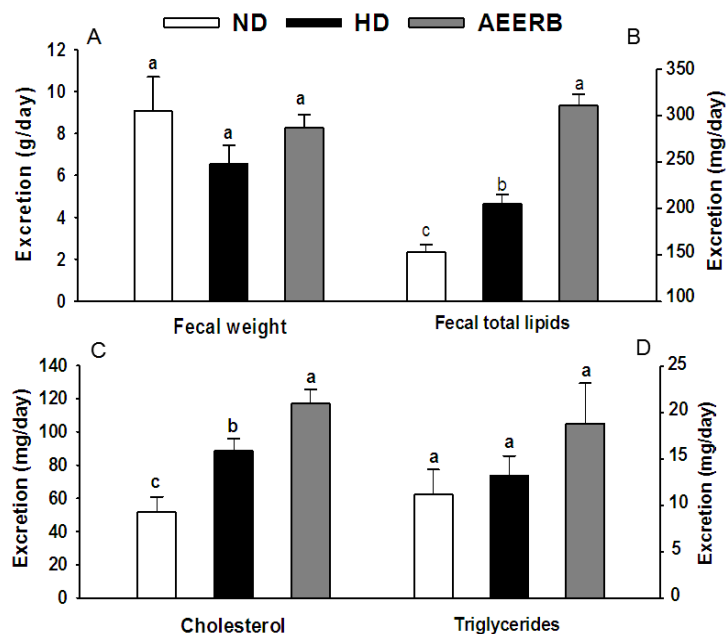 ND HD AEERB
A
B
12
10
8
6
4
2
0
Excretion (g/day)
a
a
a
c
b
a
350
300
250
200
150
100
Excretion (mg/day)
Fecal weight
Fecal total lipids
C
D
140
120
100
80
60
40
20
0
Excretion (mg/day)
c
b
a
a
a
a
25
20
15
10
5
0
Excretion (mg/day)
Cholesterol
Triglycerides